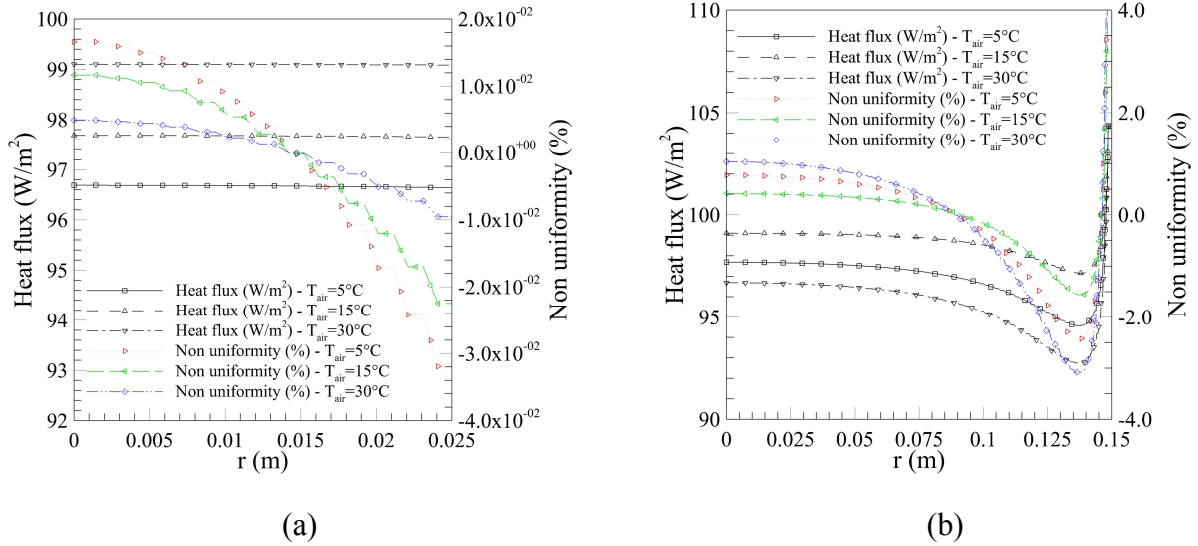 100
99
98
97
96
95
94
93
92
Heat flux (W/m²)
2.0x10⁻⁰²
1.0x10⁻⁰²
0.0x10⁺⁰⁰
-1.0x10⁻⁰²
-2.0x10⁻⁰²
-3.0x10⁻⁰²
-4.0x10⁻⁰²
Non uniformity (%)
Heat flux (W/m²) - Tair=5°C
Heat flux (W/m²) - Tair=15°C
Heat flux (W/m²) - Tair=30°C
Non uniformity (%) - Tair=5°C
Non uniformity (%) - Tair=15°C
Non uniformity (%) - Tair=30°C
0 0.005 0.01 0.015 0.02 0.025
r (m)
(a)
110
105
100
95
90
Heat flux (W/m²)
4.0
2.0
0.0
-2.0
-4.0
Non uniformity (%)
Heat flux (W/m²) - Tair=5°C
Heat flux (W/m²) - Tair=15°C
Heat flux (W/m²) - Tair=30°C
Non uniformity (%) - Tair=5°C
Non uniformity (%) - Tair=15°C
Non uniformity (%) - Tair=30°C
0 0.025 0.05 0.075 0.1 0.125 0.15
r (m)
(b)